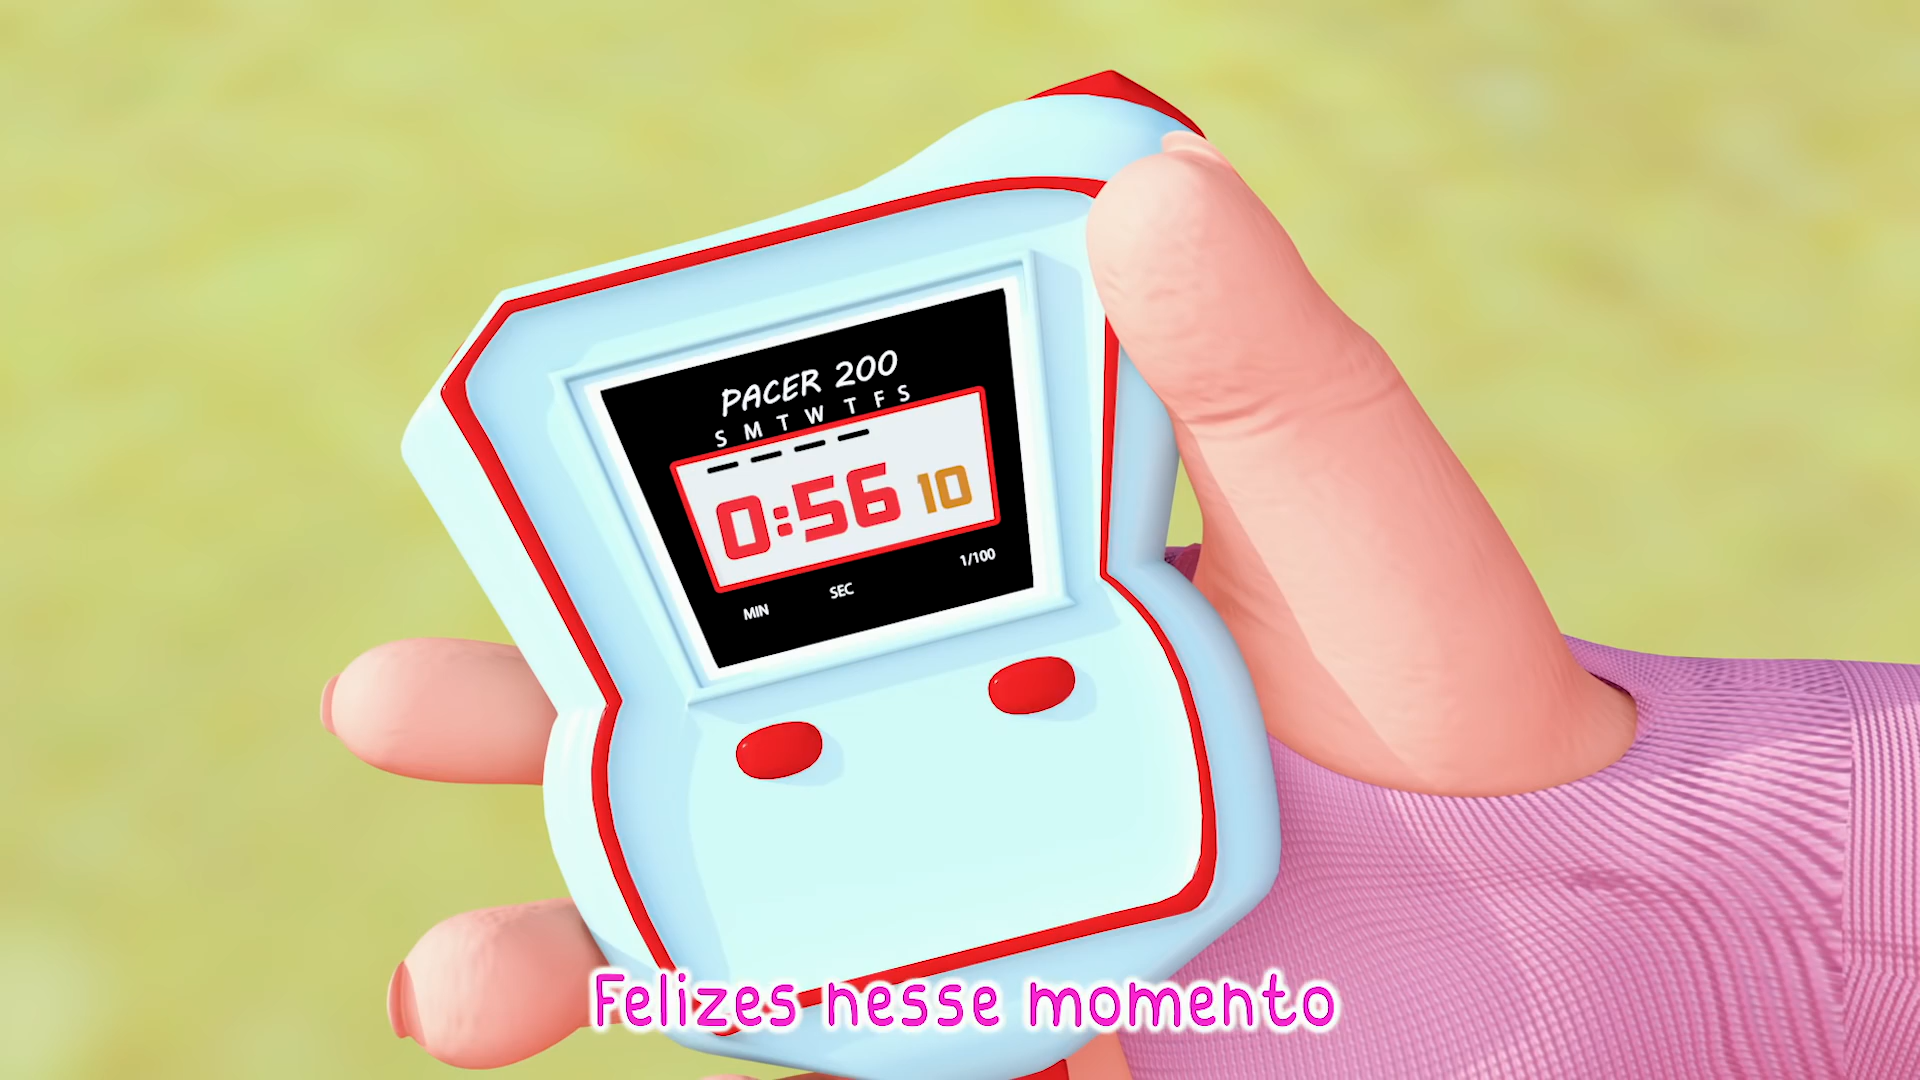 PACER 200
S M T W T F S
0:56 10
MIN SEC 1/100
Felizes nesse momento